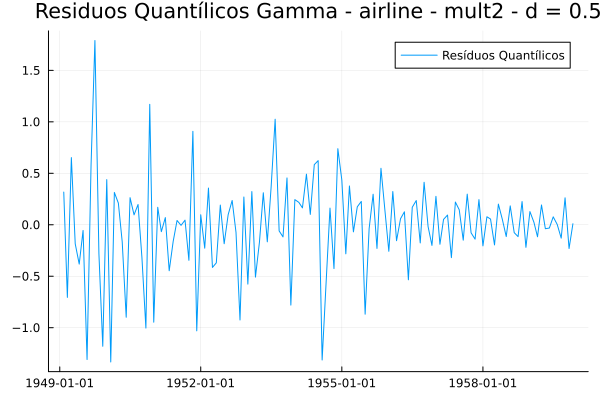 Residuos Quantílicos Gamma - airline - mult2 - d = 0.5
Resíduos Quantílicos
1.5
1.0
0.5
0.0
−0.5
−1.0
1949-01-01 1952-01-01 1955-01-01 1958-01-01